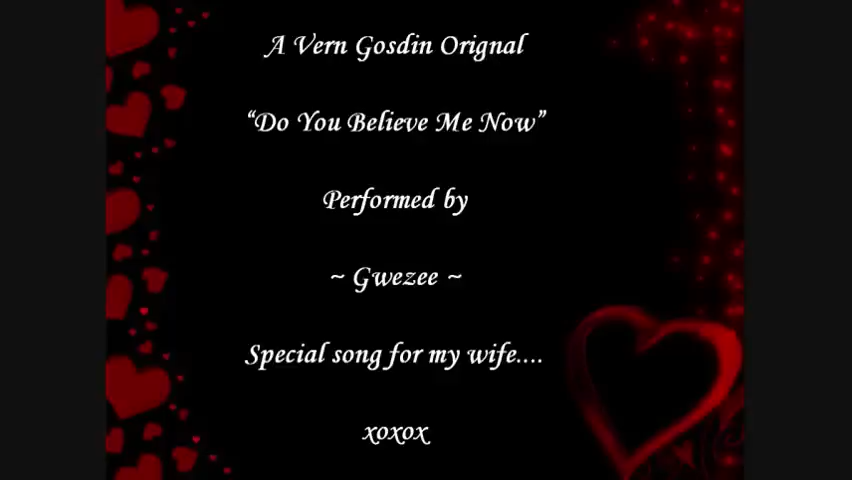 A Vern Gosdin Orignal
“Do You Believe Me Now”
Performed by
~ Gwezee ~
Special song for my wife....
xoxox